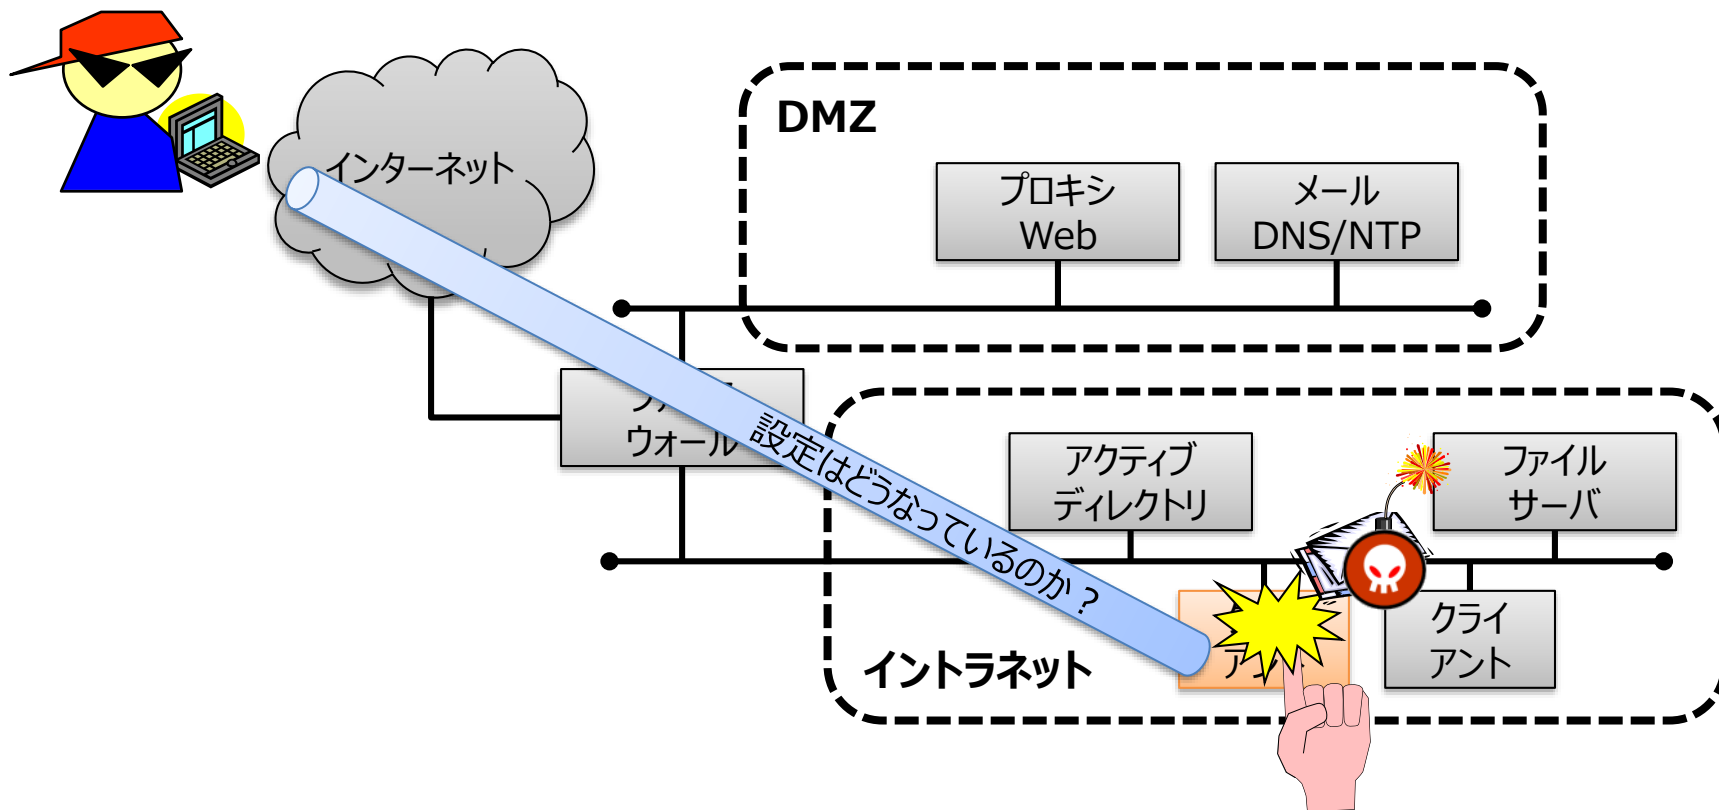 インターネット
DMZ
プロキシ
Web
メール
DNS/NTP
ウォール
設定はどうなっているのか？
アクティブ
ディレクトリ
ファイル
サーバ
イントラネット
クライ
アント